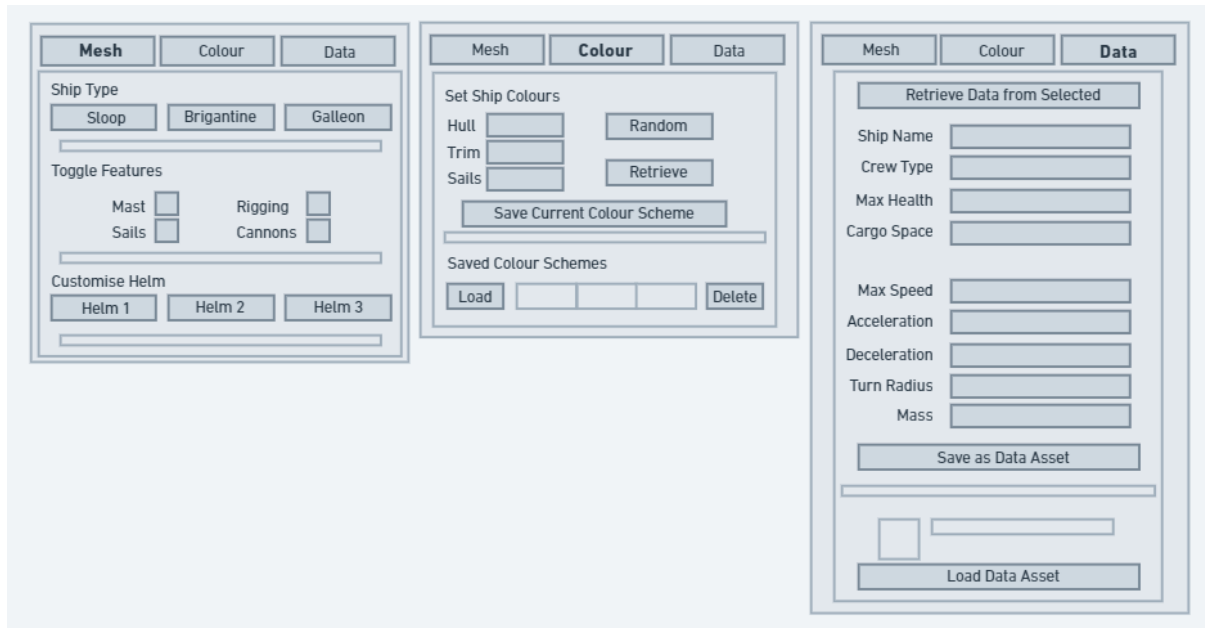 Mesh Colour Data
Ship Type
Sloop Brigantine Galleon
Toggle Features
Mast Rigging
Sails Cannons
Customise Helm
Helm 1 Helm 2 Helm 3
Mesh Colour Data
Set Ship Colours
Hull Random
Trim
Sails Retrieve
Save Current Colour Scheme
Saved Colour Schemes
Load Delete
Mesh Colour Data
Retrieve Data from Selected
Ship Name
Crew Type
Max Health
Cargo Space
Max Speed
Acceleration
Deceleration
Turn Radius
Mass
Save as Data Asset
Load Data Asset